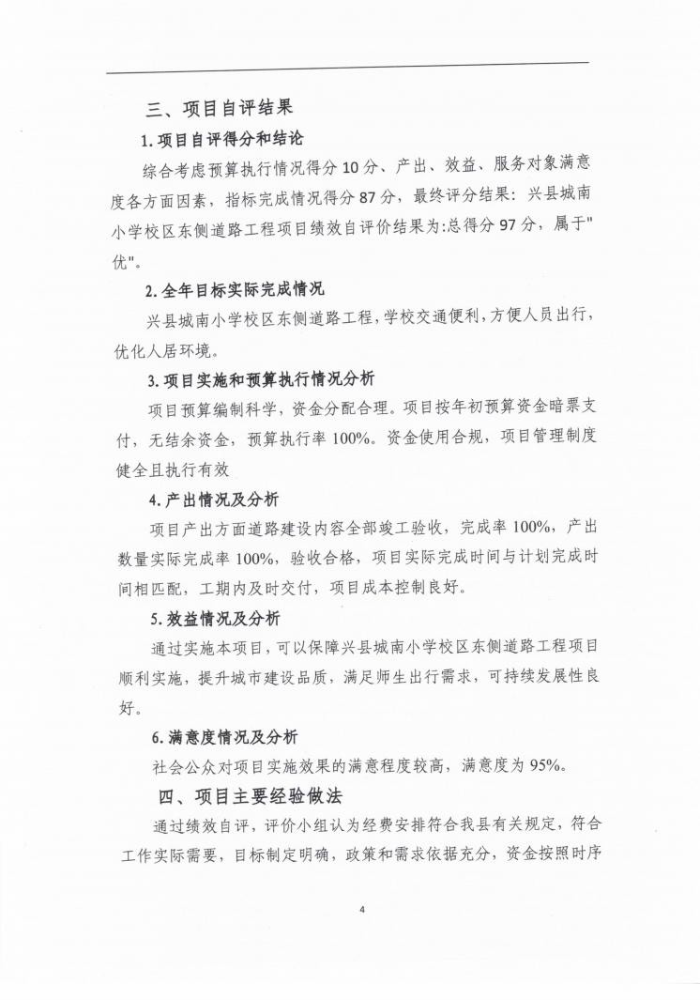 三、项目自评结果
1.项目自评得分和结论
综合考虑预算执行情况得分 10 分、产出、效益、服务对象满意
度各方面因素，指标完成情况得分 87 分，最终评分结果：兴县城南
小学校区东侧道路工程项目绩效自评价结果为:总得分 97 分，属于"
优"。
2.全年目标实际完成情况
兴县城南小学校区东侧道路工程，学校交通便利，方便人员出行，
优化人居环境。
3.项目实施和预算执行情况分析
项目预算编制科学，资金分配合理。项目按年初预算资金暗票支
付，无结余资金，预算执行率 100%。资金使用合规，项目管理制度
健全且执行有效
4.产出情况及分析
项目产出方面道路建设内容全部竣工验收，完成率 100%，产出
数量实际完成率 100%，验收合格，项目实际完成时间与计划完成时
间相匹配，工期内及时交付，项目成本控制良好。
5.效益情况及分析
通过实施本项目，可以保障兴县城南小学校区东侧道路工程项目
顺利实施，提升城市建设品质，满足师生出行需求，可持续发展性良
好。
6.满意度情况及分析
社会公众对项目实施效果的满意程度较高，满意度为 95%。
四、项目主要经验做法
通过绩效自评，评价小组认为经费安排符合我县有关规定，符合
工作实际需要，目标制定明确，政策和需求依据充分，资金按照时序
4